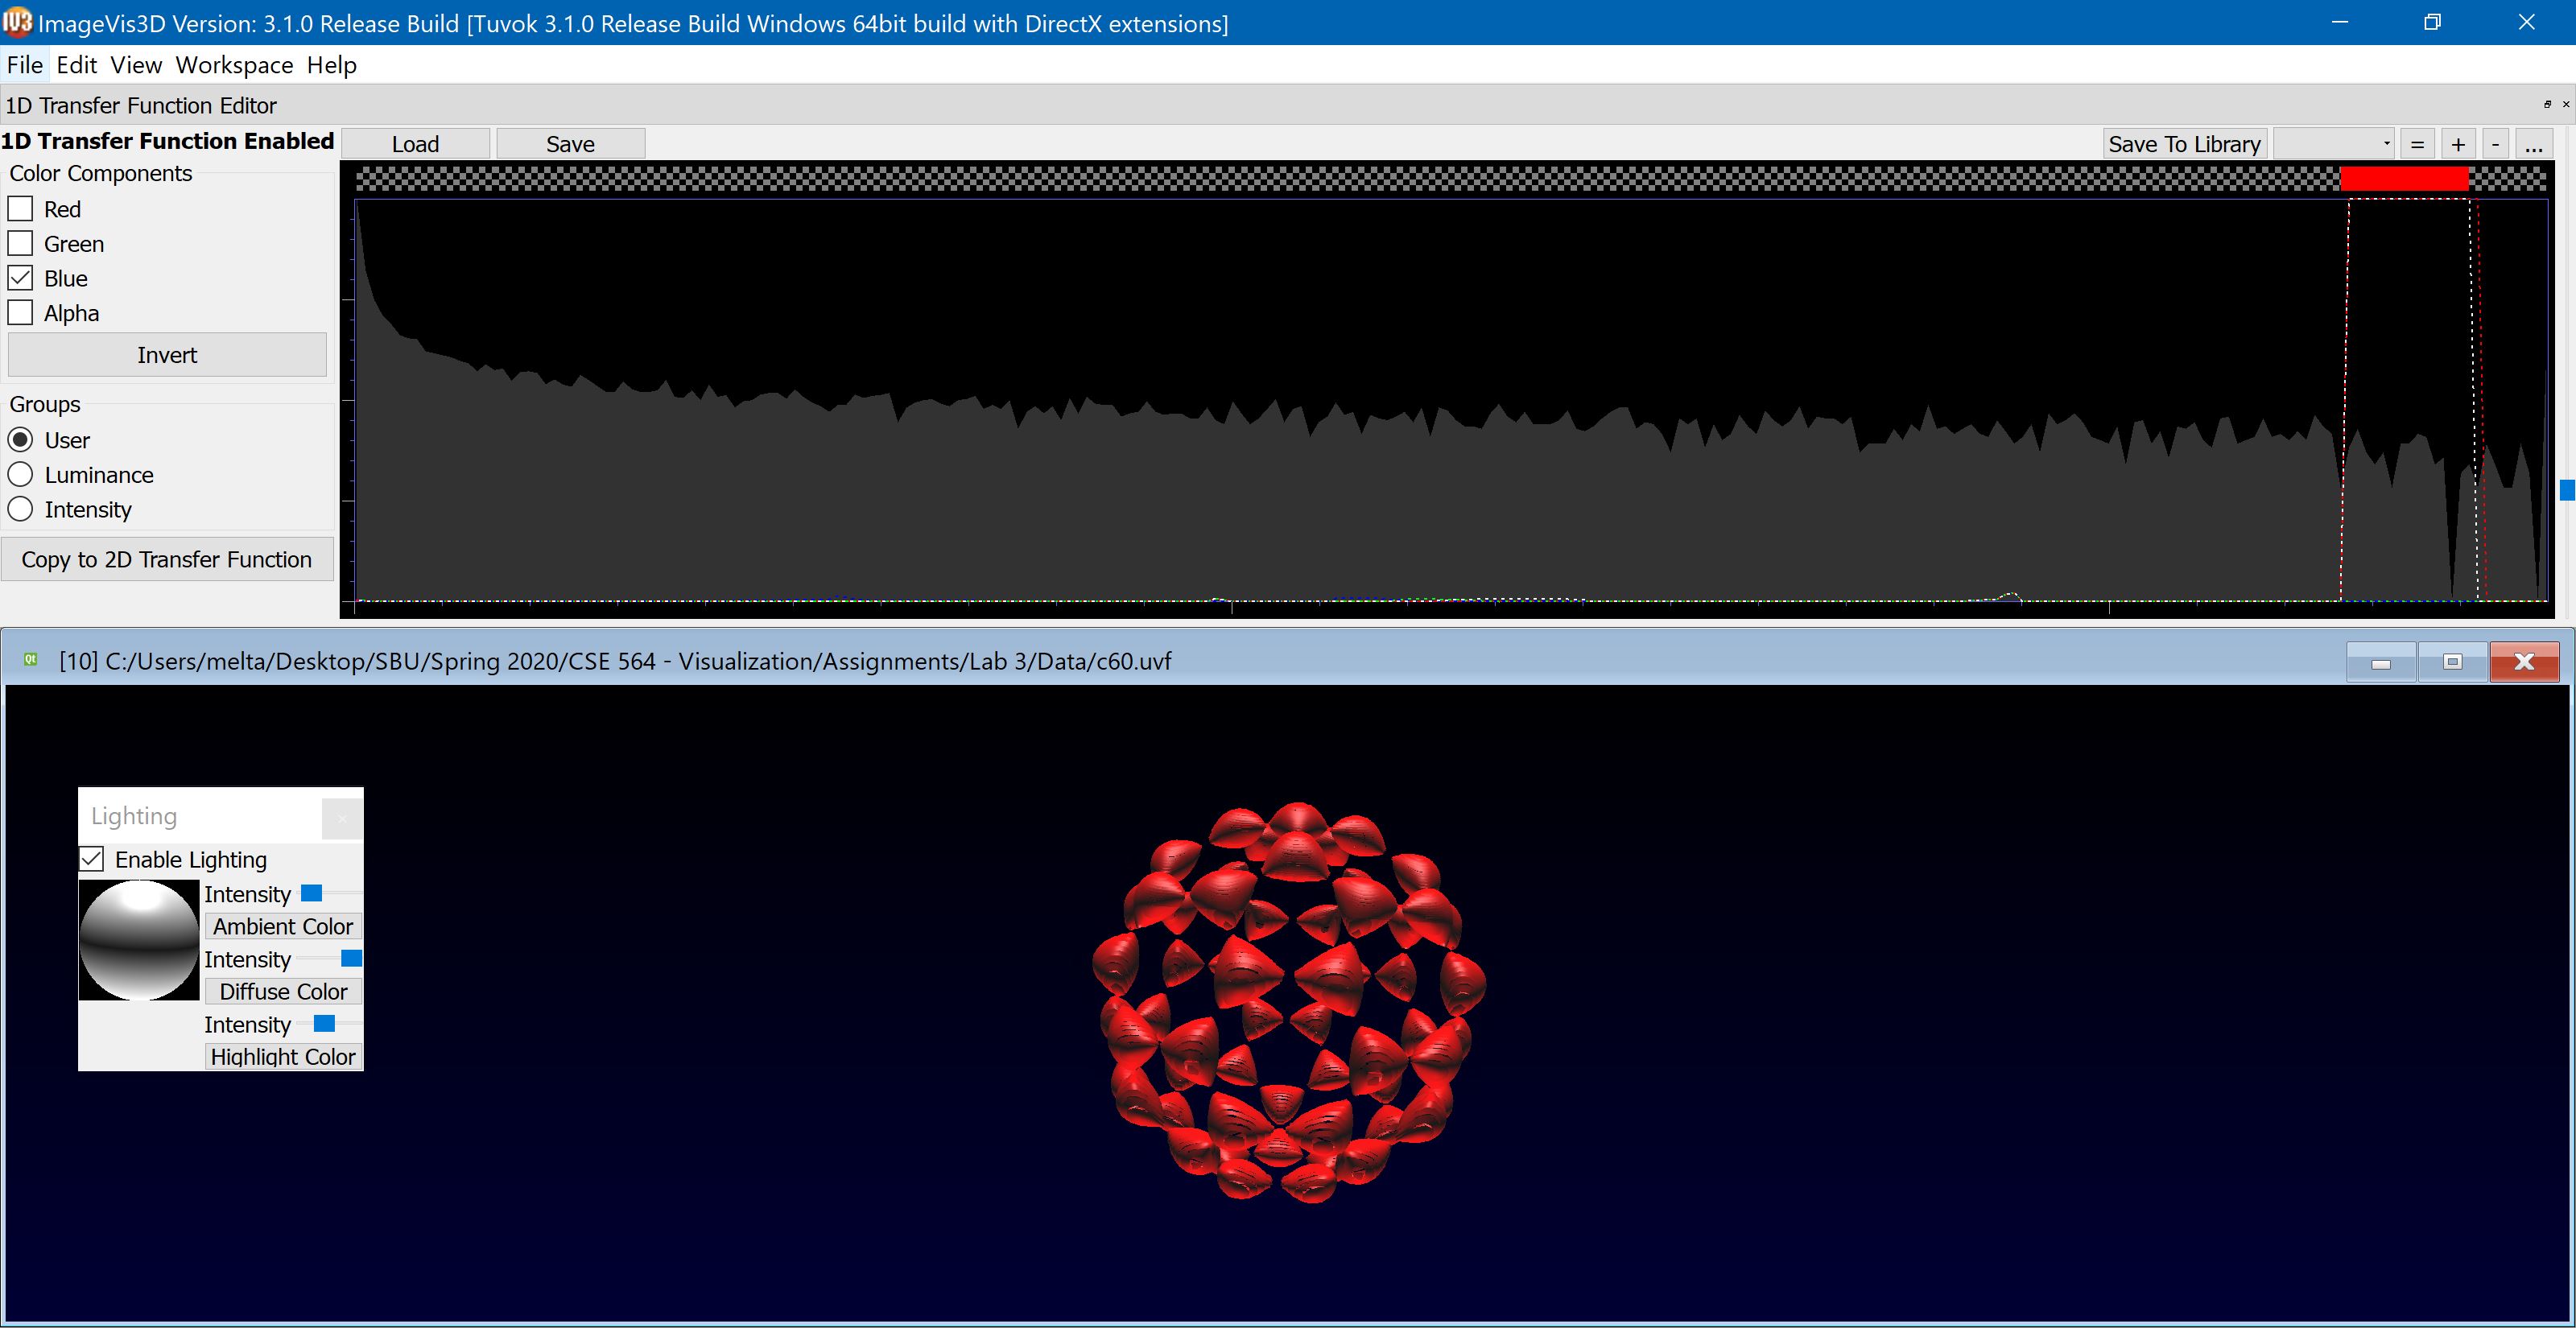 IV3 ImageVis3D Version: 3.1.0 Release Build [Tuvok 3.1.0 Release Build Windows 64bit build with DirectX extensions]
File Edit View Workspace Help
1D Transfer Function Editor
1D Transfer Function Enabled Load Save Save To Library = + - ...
Color Components
Red
Green
Blue
Alpha
Invert
Groups
User
Luminance
Intensity
Copy to 2D Transfer Function
Qt [10] C:/Users/melta/Desktop/SBU/Spring 2020/CSE 564 - Visualization/Assignments/Lab 3/Data/c60.uvf
Lighting
Enable Lighting
Intensity
Ambient Color
Intensity
Diffuse Color
Intensity
Highlight Color